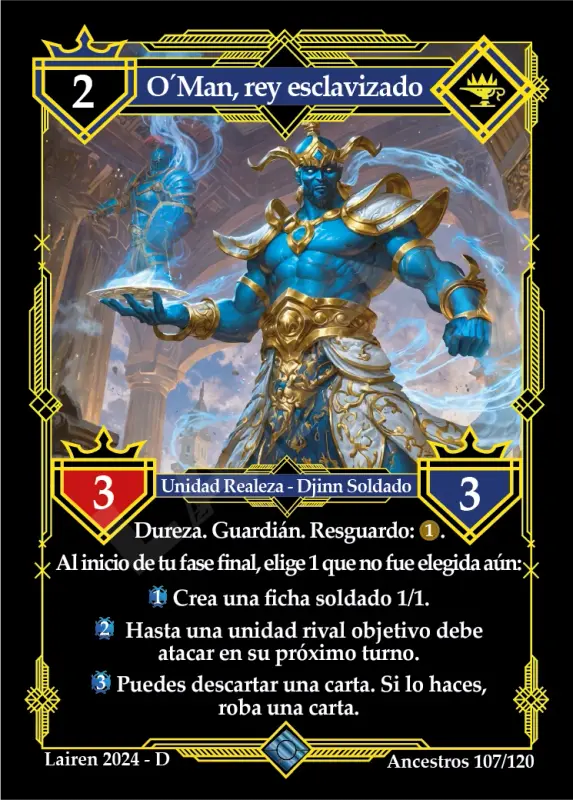 2
O´Man, rey esclavizado
3
Unidad Realeza - Djinn Soldado
3
Dureza. Guardián. Resguardo: 1.
Al inicio de tu fase final, elige 1 que no fue elegida aún:
1 Crea una ficha soldado 1/1.
2 Hasta una unidad rival objetivo debe
atacar en su próximo turno.
3 Puedes descartar una carta. Si lo haces,
roba una carta.
Lairen 2024 - D
Ancestros 107/120